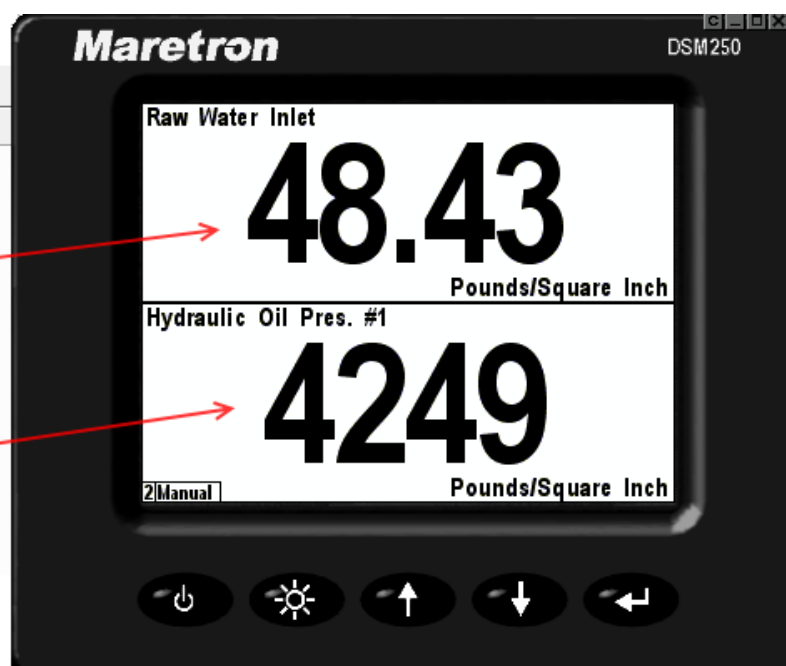 Maretron
DSM250
Raw Water Inlet
48.43
Pounds/Square Inch
Hydraulic Oil Pres. #1
4249
2 Manual
Pounds/Square Inch